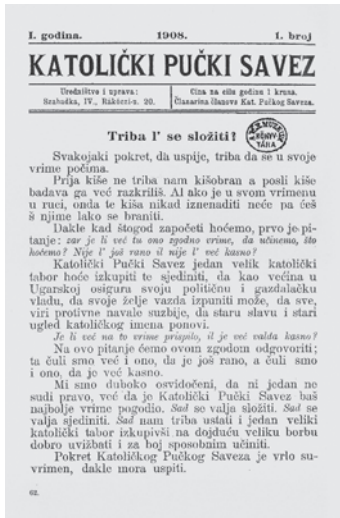 I. godina. 1908. 1. broj
KATOLIČKI PUČKI SAVEZ
Uredništvo i uprava: Cina na cilu godinu 1 kruna.
Szabadka, IV., Rákóczi-u. 20. Članarina članove Kat. Pučkog Saveza.
Triba l' se složiti?
Svakojaki pokret, da uspije, triba da se u svoje
vrime počima.
Prija kiše ne triba nam kišobran a posli kiše
badava ga već razkriliš. Al ako je u svom vrimenu
u ruci, onda te kiša nikad iznenaditi neće pa ćeš
š njime lako se braniti.
Dakle kad štogod započeti hoćemo, prvo je pi-
tanje: zar je li već tu ono zgodno vrime, da učinemo, što
hoćemo? Nije l' još rano il nije l' već kasno?
Katolički Pučki Savez jedan velik katolički
tabor hoće izkupiti te sjediniti, da kao većina u
Ugarskoj osigura svoju političnu i gazdalačku
vladu, da svoje želje vazda izpuniti može, da sve,
viri protivne navale suzbije, da staru slavu i stari
ugled katoličkog imena ponovi.
Je li već na to vrime prispilo, il je već valda kasno?
Na ovo pitanje ćemo ovom zgodom odgovoriti;
ta čuli smo već i ono, da je još rano, a čuli smo
i ono, da je već kasno.
Mi smo duboko osvidočeni, da ni jedan ne
sudi pravo, već da je Katolički Pučki Savez baš
najbolje vrime pogodio. Sad se valja složiti. Sad se
valja sjediniti. Sad nam triba ustati i jedan veliki
katolički tabor izkupivši na dojduću veliku borbu
dobro uvižbati i za boj sposobnim učiniti.
Pokret Katoličkog Pučkog Saveza je vrlo su-
vrimen, dakle mora uspiti.
62.